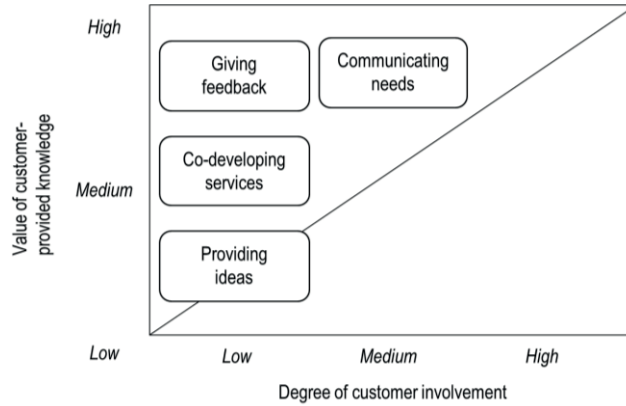 High
Giving
feedback
Communicating
needs
Value of customer-
provided knowledge
Co-developing
services
Medium
Providing
ideas
Low
Low
Medium
High
Degree of customer involvement